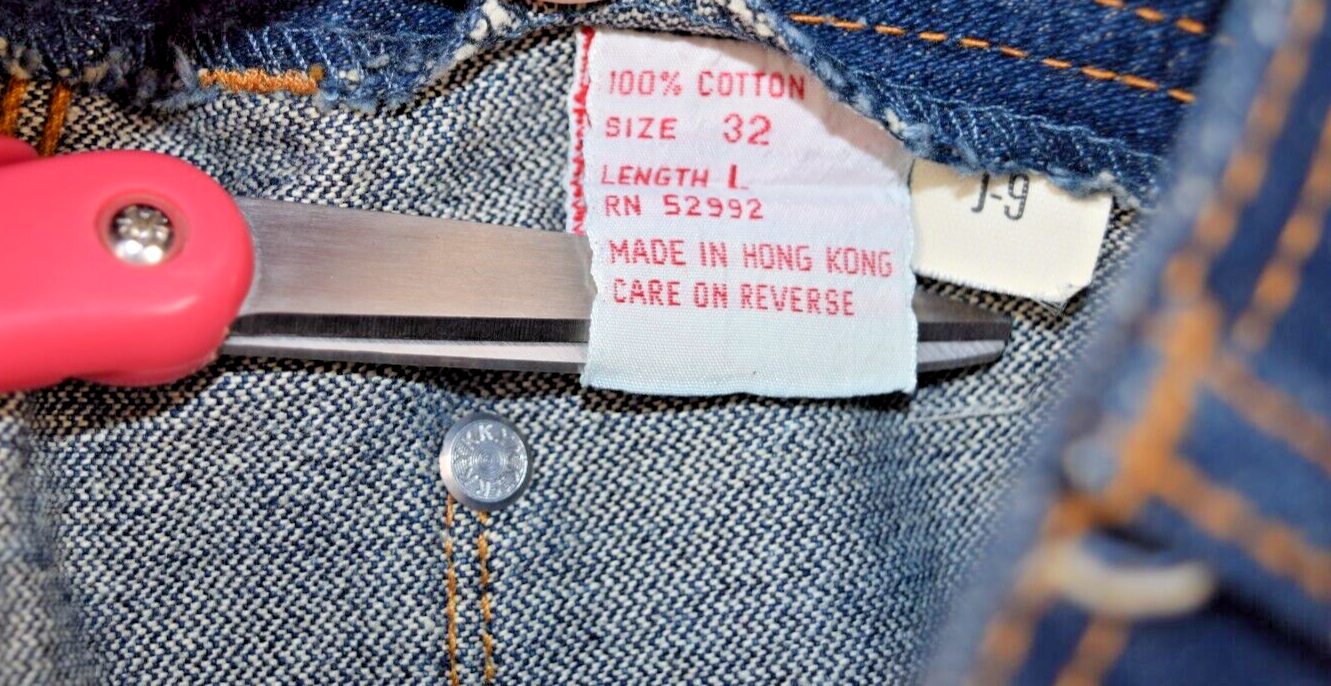 100% COTTON
SIZE 32
LENGTH L
RN 52992
MADE IN HONG KONG
CARE ON REVERSE
J-9